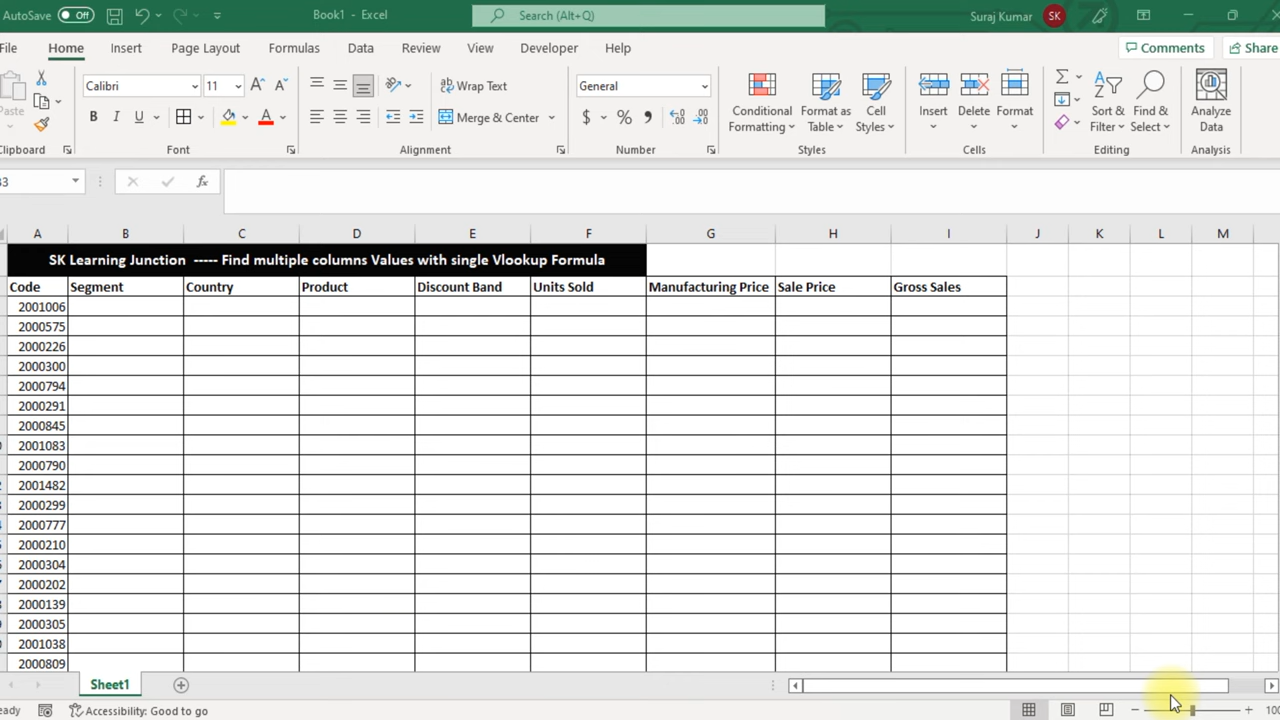 AutoSave Off Book1 - Excel Search (Alt+Q) Suraj Kumar SK
File Home Insert Page Layout Formulas Data Review View Developer Help Comments Share
Paste Calibri 11 Wrap Text General Conditional Format as Cell Insert Delete Format Sort & Find & Analyze
B I U A Merge & Center $ % Formatting Table Styles Filter Select Data
Clipboard Font Alignment Number Styles Cells Editing Analysis
B3 fx
A B C D E F G H I J K L M
SK Learning Junction ----- Find multiple columns Values with single Vlookup Formula
Code Segment Country Product Discount Band Units Sold Manufacturing Price Sale Price Gross Sales
2001006
2000575
2000226
2000300
2000794
2000291
2000845
2001083
2000790
2001482
2000299
2000777
2000210
2000304
2000202
2000139
2000305
2001038
2000809
Sheet1
Ready Accessibility: Good to go 100